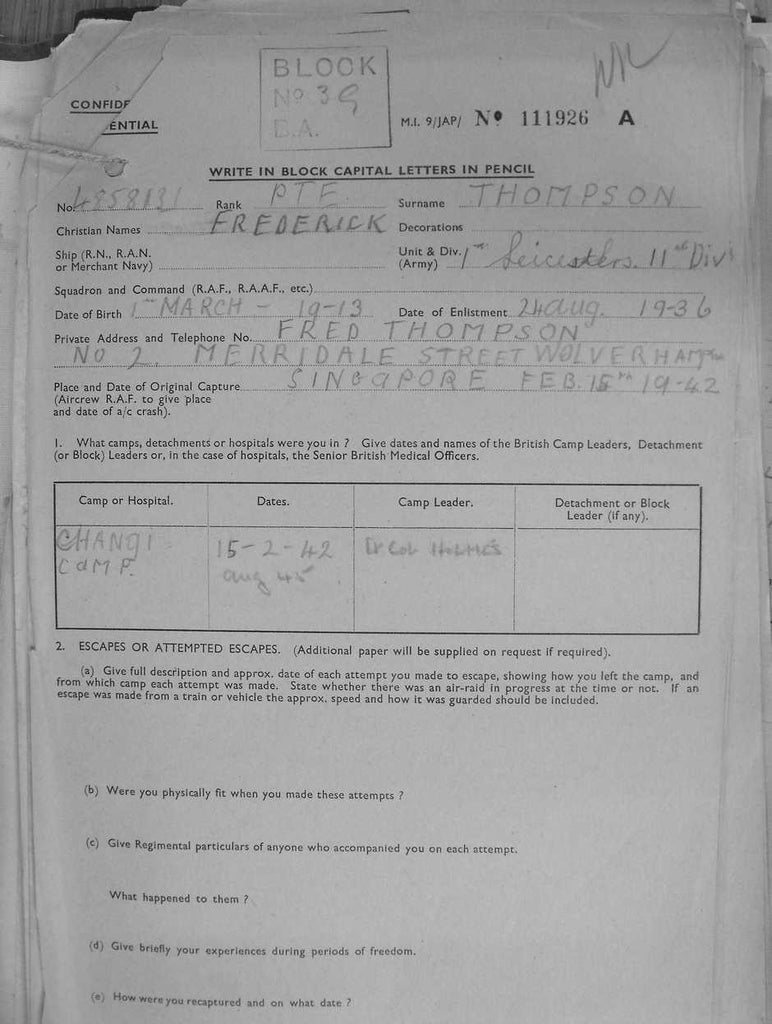 BLOCK
No 39
B.A.
CONFIDENTIAL
M.I. 9/JAP/ No 111926 A
WRITE IN BLOCK CAPITAL LETTERS IN PENCIL
No. Rank PTE Surname THOMPSON
Christian Names FREDERICK Decorations
Ship (R.N., R.A.N. or Merchant Navy) Unit & Div. (Army) 1st Leicesters. 11th Div
Squadron and Command (R.A.F., R.A.A.F., etc.)
Date of Birth 1st MARCH - 19-13 Date of Enlistment 24 aug. 19-36
Private Address and Telephone No. FRED THOMPSON
No 2. MERRIDALE STREET WOLVERHAMPTON
Place and Date of Original Capture SINGAPORE FEB. 15TH 19-42
(Aircrew R.A.F. to give place
and date of a/c crash).
1. What camps, detachments or hospitals were you in ? Give dates and names of the British Camp Leaders, Detachment
(or Block) Leaders or, in the case of hospitals, the Senior British Medical Officers.
Camp or Hospital. Dates. Camp Leader. Detachment or Block Leader (if any).
CHANGI 15-2-42 Lt Col HOLMES
CAMP. aug 45
2. ESCAPES OR ATTEMPTED ESCAPES. (Additional paper will be supplied on request if required).
(a) Give full description and approx. date of each attempt you made to escape, showing how you left the camp, and
from which camp each attempt was made. State whether there was an air-raid in progress at the time or not. If an
escape was made from a train or vehicle the approx. speed and how it was guarded should be included.
(b) Were you physically fit when you made these attempts ?
(c) Give Regimental particulars of anyone who accompanied you on each attempt.
What happened to them ?
(d) Give briefly your experiences during periods of freedom.
(e) How were you recaptured and on what date ?